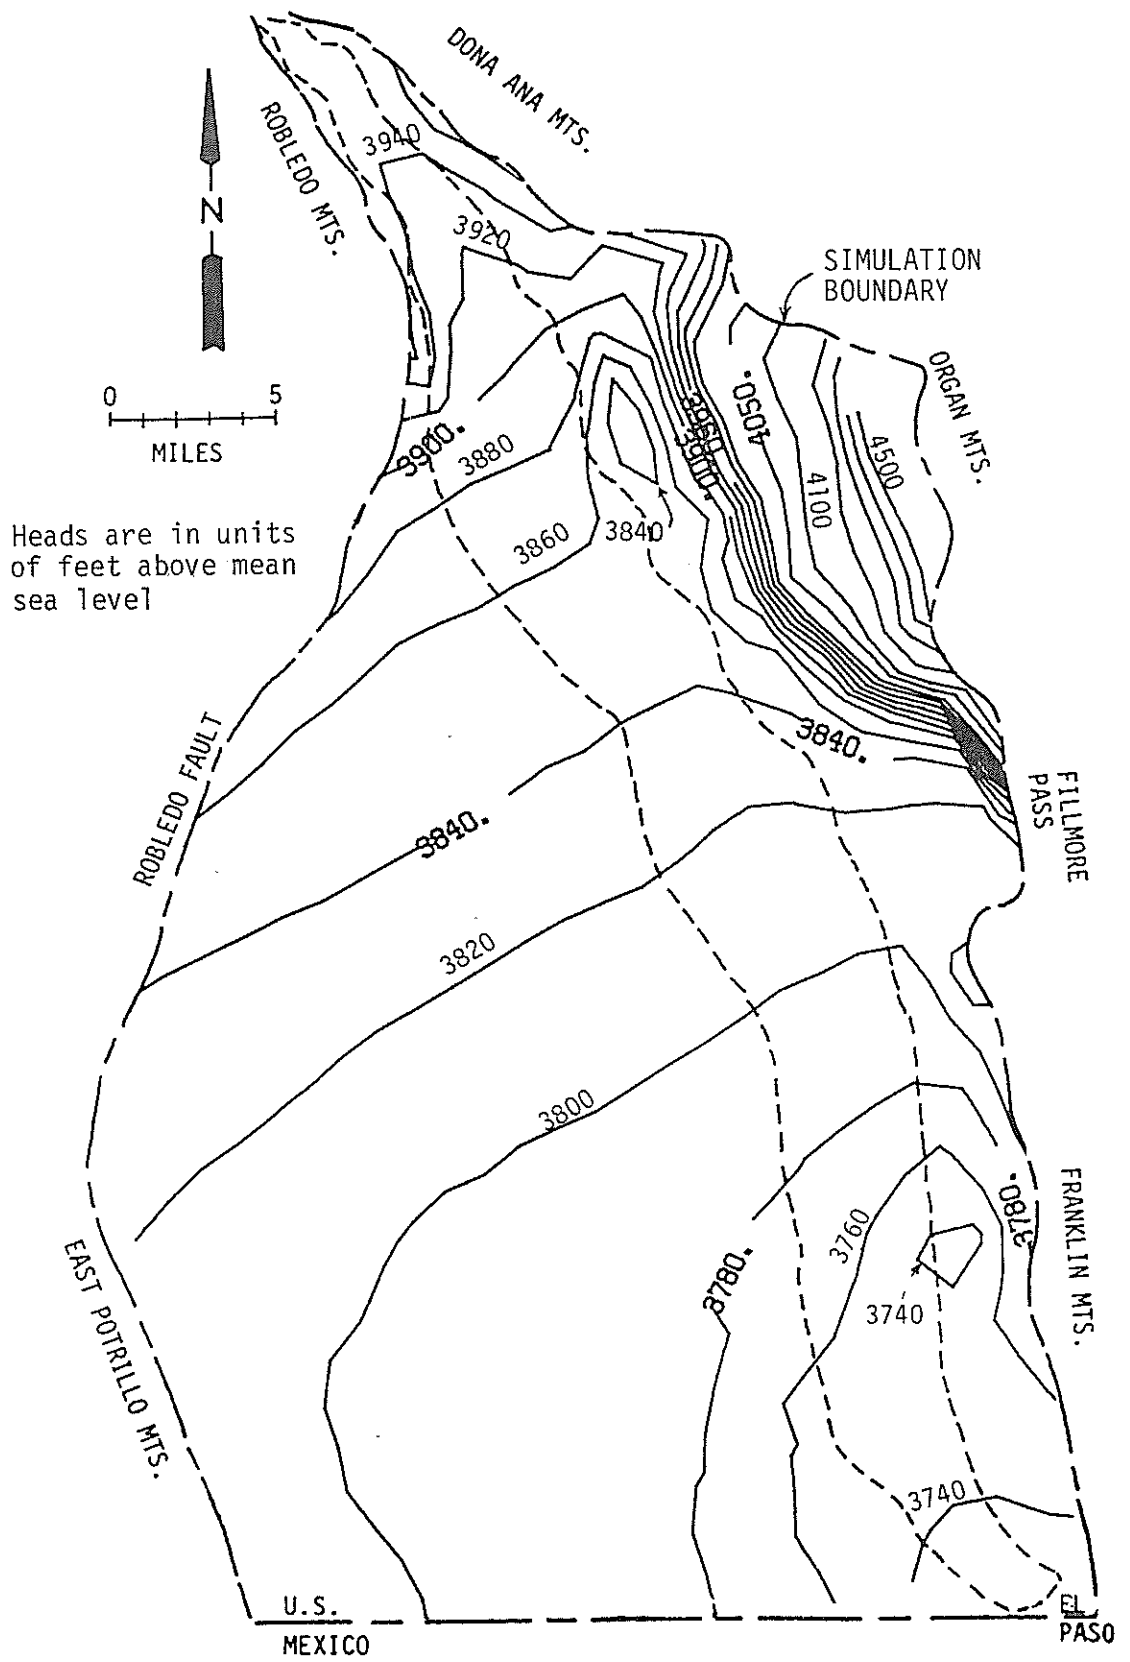 DONA ANA MTS.
ROBLEDO MTS.
3940
N
3920
SIMULATION
BOUNDARY
ORGAN MTS.
0 5
MILES
4050.
3960.
3900.
3900.
3880
4500
4100
3840
3860
Heads are in units
of feet above mean
sea level
ROBLEDO FAULT
3840.
FILLMORE
PASS
3840.
3820
3800
3780.
FRANKLIN MTS.
3760
3780.
3740
EAST POTRILLO MTS.
3740
U.S.
MEXICO
EL
PASO